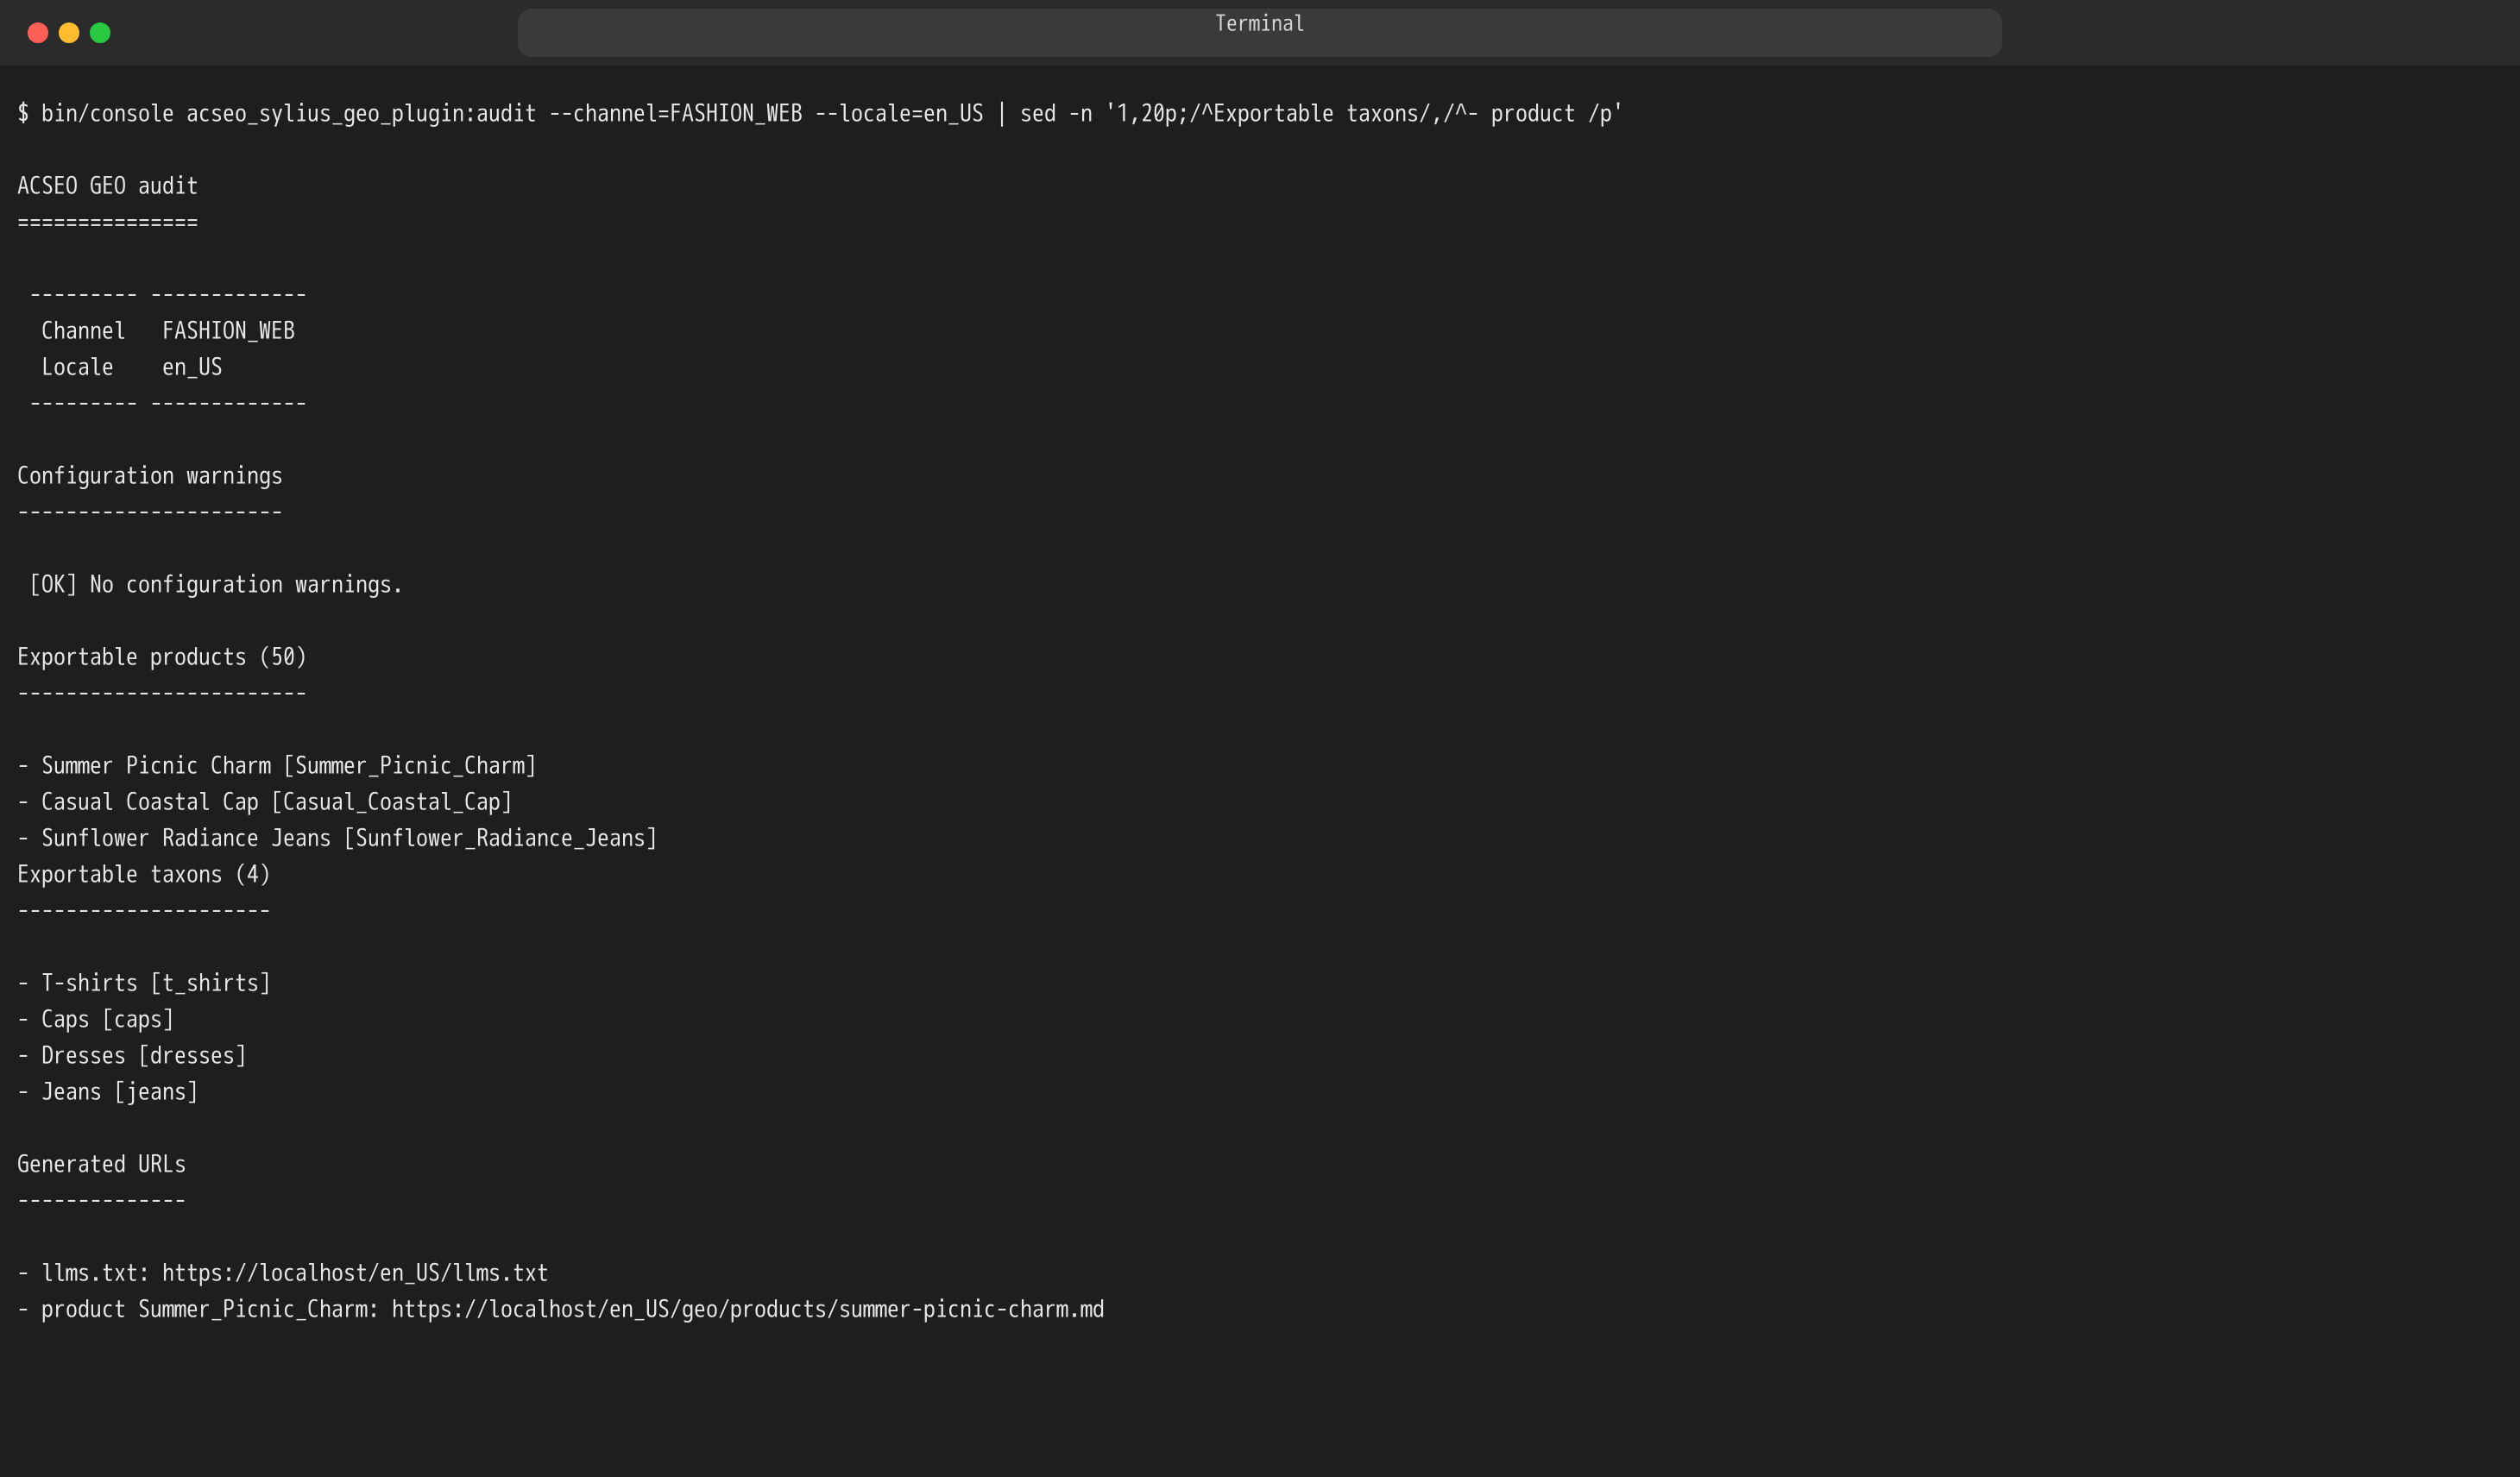 Terminal
$ bin/console acseo_sylius_geo_plugin:audit --channel=FASHION_WEB --locale=en_US | sed -n '1,20p;/^Exportable taxons/,/^- product /p'
ACSEO GEO audit
===============
--------- -------------
Channel   FASHION_WEB
Locale    en_US
--------- -------------
Configuration warnings
----------------------
[OK] No configuration warnings.
Exportable products (50)
------------------------
- Summer Picnic Charm [Summer_Picnic_Charm]
- Casual Coastal Cap [Casual_Coastal_Cap]
- Sunflower Radiance Jeans [Sunflower_Radiance_Jeans]
Exportable taxons (4)
---------------------
- T-shirts [t_shirts]
- Caps [caps]
- Dresses [dresses]
- Jeans [jeans]
Generated URLs
--------------
- llms.txt: https://localhost/en_US/llms.txt
- product Summer_Picnic_Charm: https://localhost/en_US/geo/products/summer-picnic-charm.md